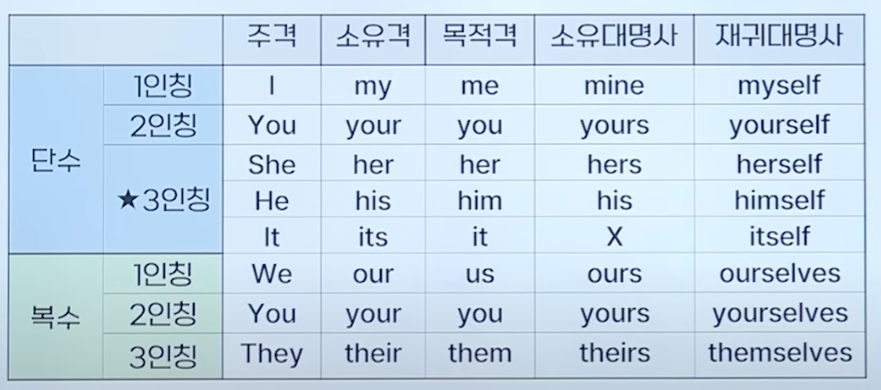 주격 소유격 목적격 소유대명사 재귀대명사
단수 1인칭 I my me mine myself
2인칭 You your you yours yourself
★3인칭 She her her hers herself
He his him his himself
It its it X itself
복수 1인칭 We our us ours ourselves
2인칭 You your you yours yourselves
3인칭 They their them theirs themselves